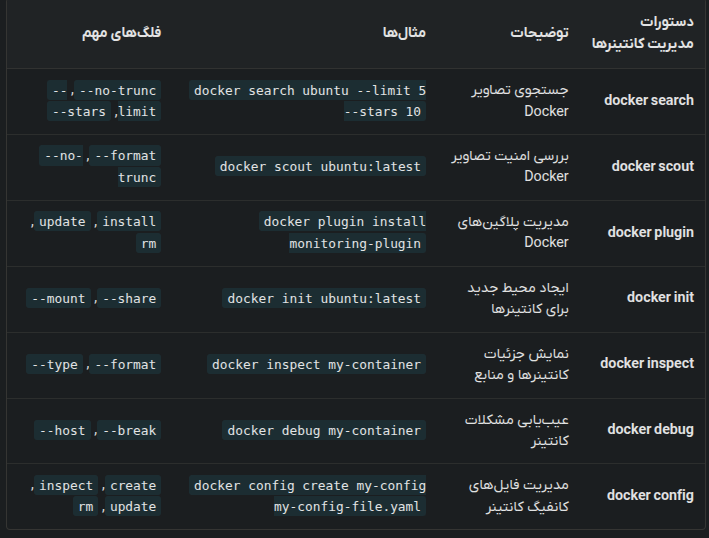 دستورات
مدیریت کانتینرها
توضیحات
مثال‌ها
فلگ‌های مهم
docker search
جستجوی تصاویر
Docker
docker search ubuntu --limit 5
--stars 10
--no-trunc, --
limit, --stars
docker scout
بررسی امنیت تصاویر
Docker
docker scout ubuntu:latest
--format, --no-
trunc
docker plugin
مدیریت پلاگین‌های
Docker
docker plugin install
monitoring-plugin
install, update,
rm
docker init
ایجاد محیط جدید
برای کانتینرها
docker init ubuntu:latest
--share, --mount
docker inspect
نمایش جزئیات
کانتینرها و منابع
docker inspect my-container
--format, --type
docker debug
عیب‌یابی مشکلات
کانتینر
docker debug my-container
--break, --host
docker config
مدیریت فایل‌های
کانفیگ کانتینر
docker config create my-config
my-config-file.yaml
create, inspect,
update, rm